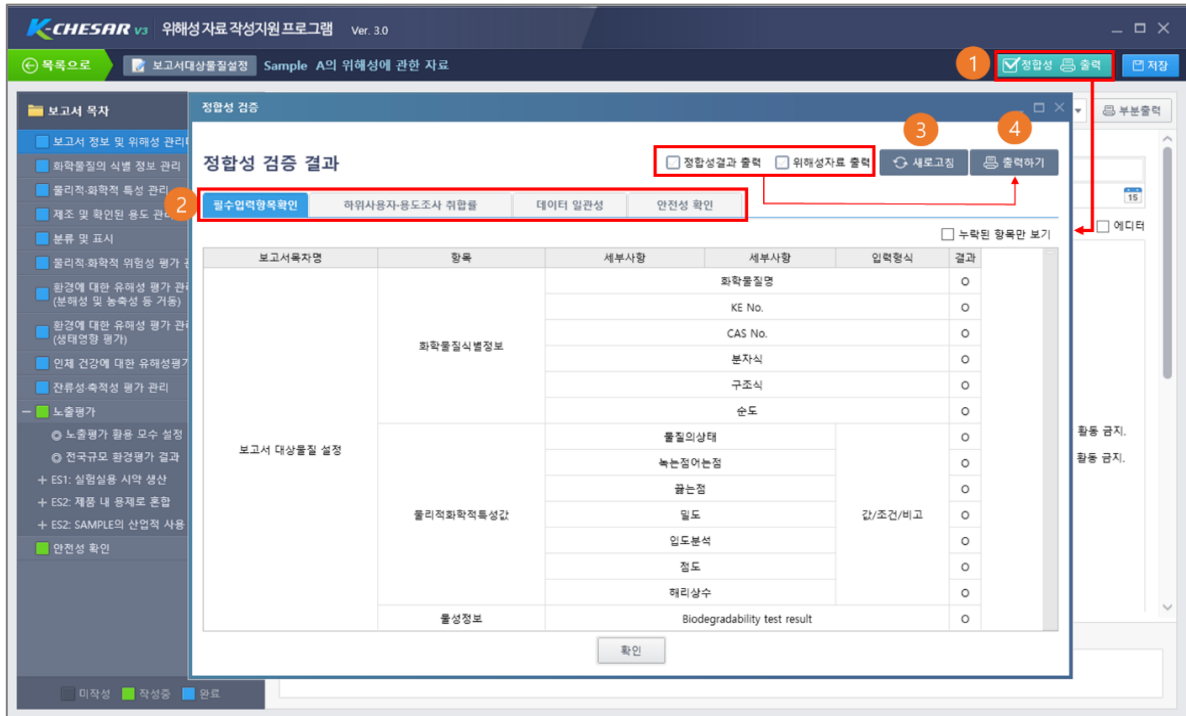 K-CHESAR V3 위해성 자료 작성지원 프로그램 Ver. 3.0
목록으로 보고서대상물질설정 Sample A의 위해성에 관한 자료 1 정합성 출력 저장
보고서 목차
정합성 검증
부분출력
보고서 정보 및 위해성 관리
화학물질의 식별 정보 관리
물리적·화학적 특성 관리
제조 및 확인된 용도 관
분류 및 표시
물리적·화학적 위험성 평가
환경에 대한 유해성 평가 관
(분해성 및 농축성 등 거동)
환경에 대한 유해성 평가 관
(생태영향 평가)
인체 건강에 대한 유해성평가
잔류성·축적성 평가 관리
노출평가
노출평가 활용 모수 설정
전국규모 환경평가 결과
ES1: 실험실용 시약 생산
ES2: 제품 내 용제로 혼합
ES2: SAMPLE의 산업적 사용
안전성 확인
미작성 작성중 완료
3 4
정합성 검증 결과 정합성결과 출력 위해성자료 출력 새로고침 출력하기
2 필수입력항목확인 하위사용자-용도조사 취합률 데이터 일관성 안전성 확인
15
에디터
누락된 항목만 보기
보고서목차명 항목 세부사항 세부사항 입력형식 결과
보고서 대상물질 설정
화학물질식별정보
화학물질명 O
KE No. O
CAS No. O
분자식 O
구조식 O
순도 O
물리적화학적특성값
값/조건/비고
물질의상태 O
녹는점어는점 O
끓는점 O
밀도 O
입도분석 O
점도 O
해리상수 O
물성정보 Biodegradability test result O
활동 금지.
활동 금지.
확인